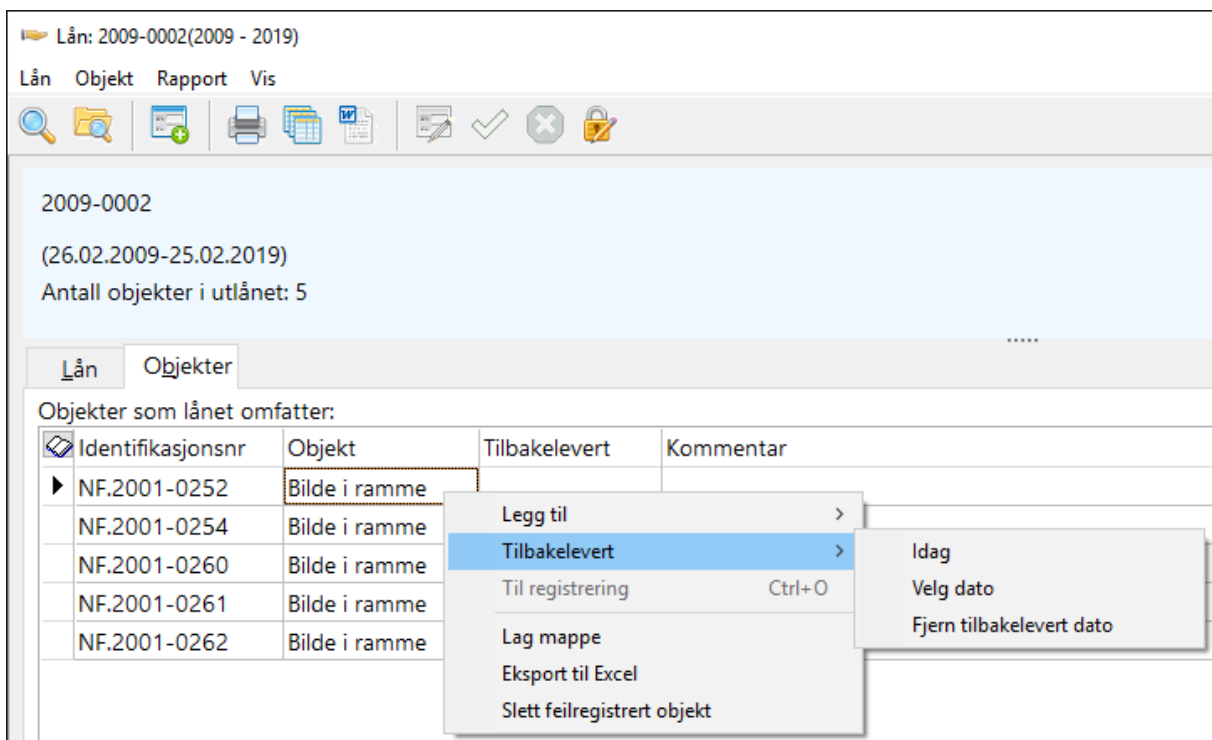 Lån: 2009-0002(2009 - 2019)
Lån Objekt Rapport Vis
W
2009-0002
(26.02.2009-25.02.2019)
Antall objekter i utlånet: 5
Lån Objekter
Objekter som lånet omfatter:
Identifikasjonsnr Objekt Tilbakelevert Kommentar
NF.2001-0252 Bilde i ramme
NF.2001-0254 Bilde i ramme
NF.2001-0260 Bilde i ramme
NF.2001-0261 Bilde i ramme
NF.2001-0262 Bilde i ramme
Legg til
Tilbakelevert
Til registrering Ctrl+O
Lag mappe
Eksport til Excel
Slett feilregistrert objekt
Idag
Velg dato
Fjern tilbakelevert dato